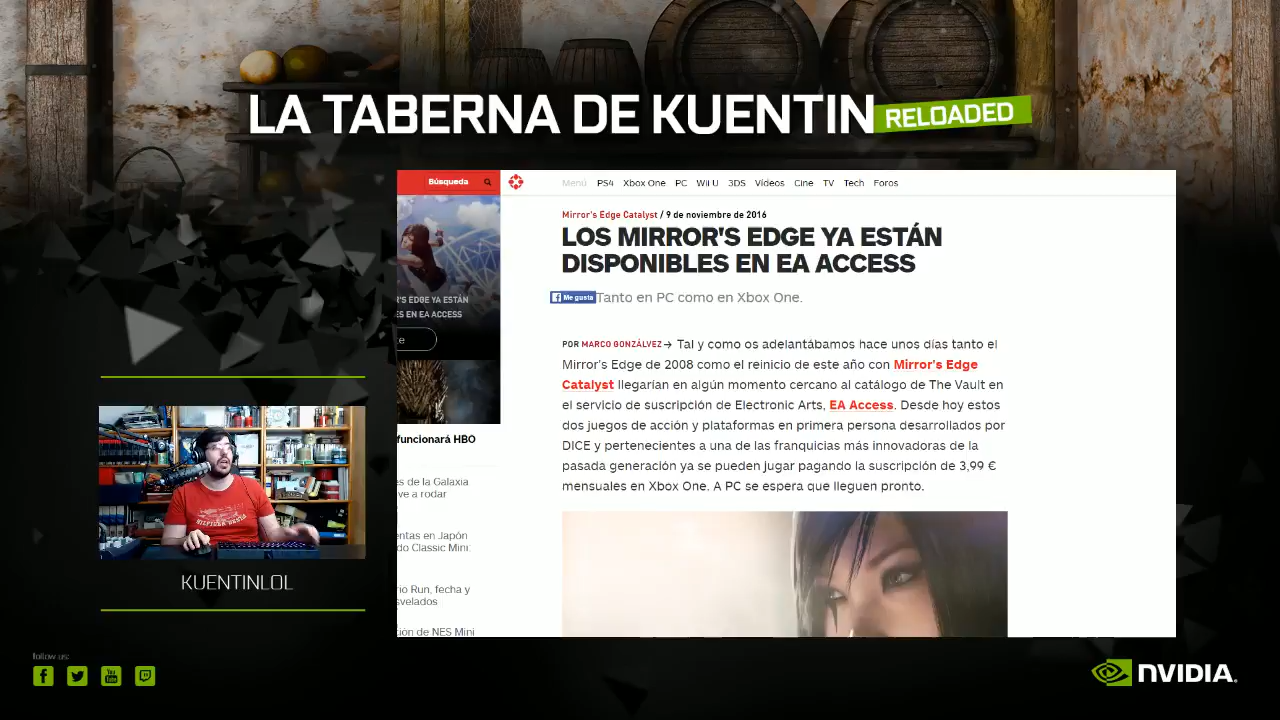 LA TABERNA DE KUENTIN RELOADED
Búsqueda
Menú PS4 Xbox One PC Wii U 3DS Vídeos Cine TV Tech Foros
Mirror's Edge Catalyst / 9 de noviembre de 2016
LOS MIRROR'S EDGE YA ESTÁN
DISPONIBLES EN EA ACCESS
Me gusta Tanto en PC como en Xbox One.
POR MARCO GONZÁLVEZ → Tal y como os adelantábamos hace unos días tanto el
Mirror's Edge de 2008 como el reinicio de este año con Mirror's Edge
Catalyst llegarían en algún momento cercano al catálogo de The Vault en
el servicio de suscripción de Electronic Arts, EA Access. Desde hoy estos
dos juegos de acción y plataformas en primera persona desarrollados por
DICE y pertenecientes a una de las franquicias más innovadoras de la
pasada generación ya se pueden jugar pagando la suscripción de 3,99 €
mensuales en Xbox One. A PC se espera que lleguen pronto.
R'S EDGE YA ESTÁN
ES EN EA ACCESS
te
funcionará HBO
es de la Galaxia
ve a rodar
entas en Japón
do Classic Mini:
rio Run, fecha y
svelados
ción de NES Mini
KUENTINLOL
follow us:
NVIDIA.